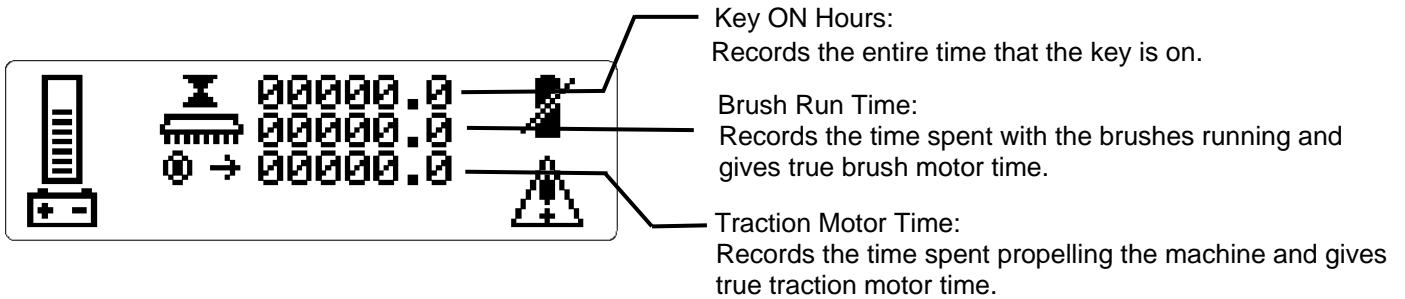 Key ON Hours:
Records the entire time that the key is on.
00000.0
Brush Run Time:
00000.0
Records the time spent with the brushes running and
gives true brush motor time.
00000.0
+ -
Traction Motor Time:
Records the time spent propelling the machine and gives
true traction motor time.